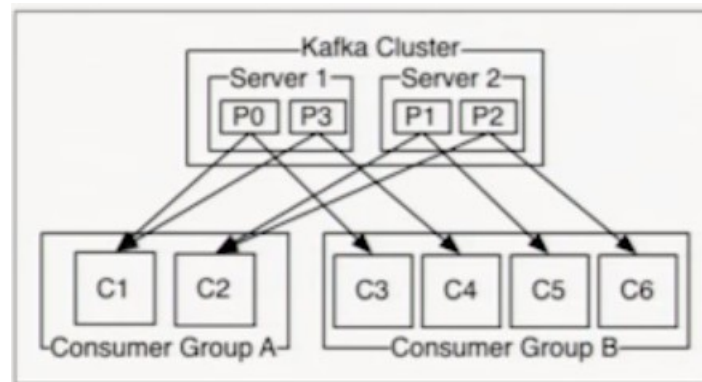 Kafka Cluster
Server 1 Server 2
P0 P3 P1 P2
C1 C2 C3 C4 C5 C6
Consumer Group A Consumer Group B